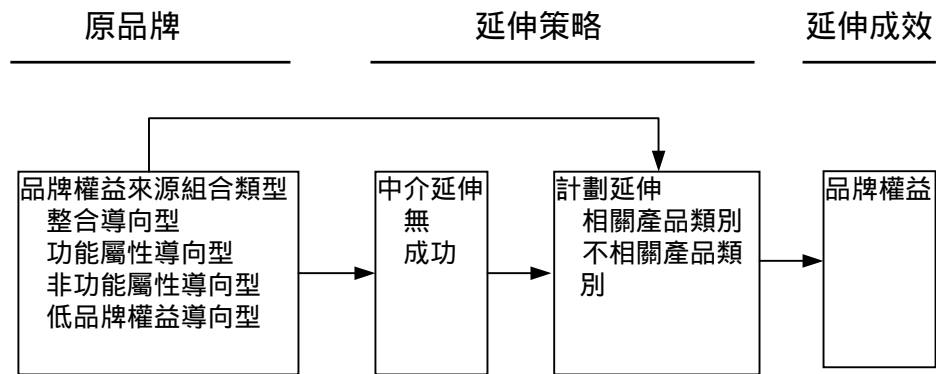 原品牌
延伸策略
延伸成效
品牌權益來源組合類型
整合導向型
功能屬性導向型
非功能屬性導向型
低品牌權益導向型
中介延伸
無
成功
計劃延伸
相關產品類別
不相關產品類
別
品牌權益